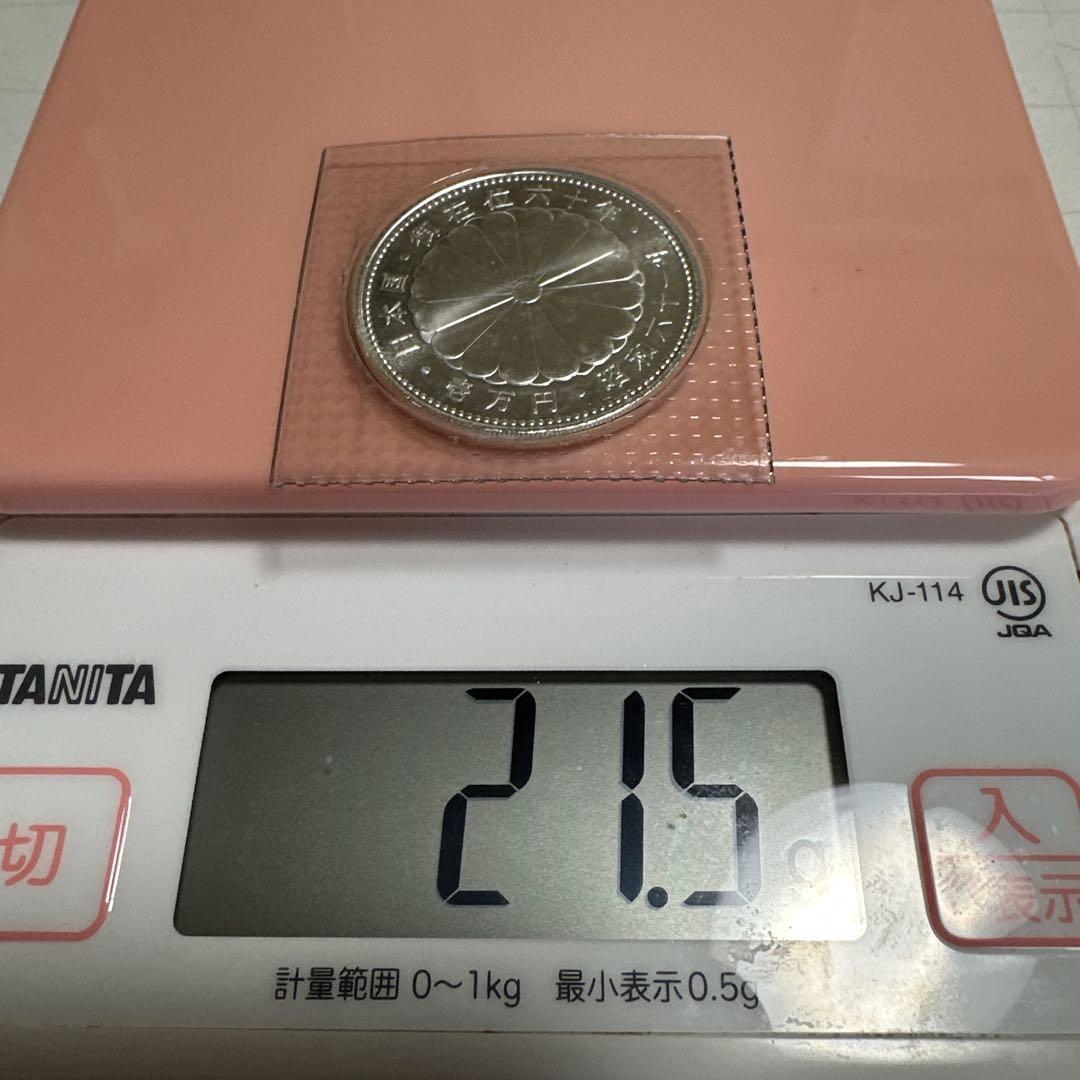 日本国・御在位六十年・昭和六十一年・壱万円
KJ-114
JIS
JQA
TANITA
21.5 g
切
入
表示
計量範囲 0～1kg 最小表示0.5g